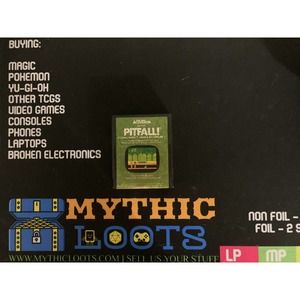 BUYING:
MAGIC
POKEMON
YU-GI-OH
OTHER TCGS
VIDEO GAMES
CONSOLES
PHONES
LAPTOPS
BROKEN ELECTRONICS
ACTIVISION
PITFALL!
MYTHIC
LOOTS
WWW.MYTHICLOOTS.COM | SELL US YOUR STUFF
NON FOIL -
FOIL - 2 S
LP
MP